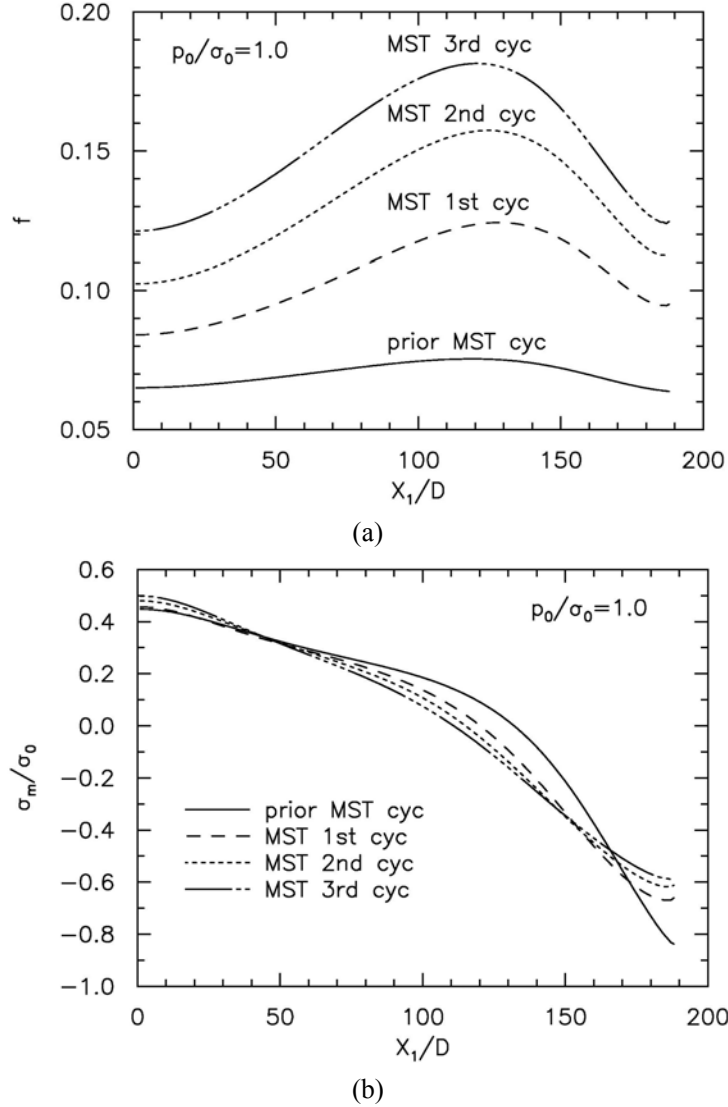 0.20
0.15
0.10
0.05
f
p₀/σ₀=1.0
MST 3rd cyc
MST 2nd cyc
MST 1st cyc
prior MST cyc
0 50 100 150 200
X₁/D
(a)
0.6
0.4
0.2
0.0
−0.2
−0.4
−0.6
−0.8
−1.0
σₘ/σ₀
p₀/σ₀=1.0
prior MST cyc
MST 1st cyc
MST 2nd cyc
MST 3rd cyc
0 50 100 150 200
X₁/D
(b)